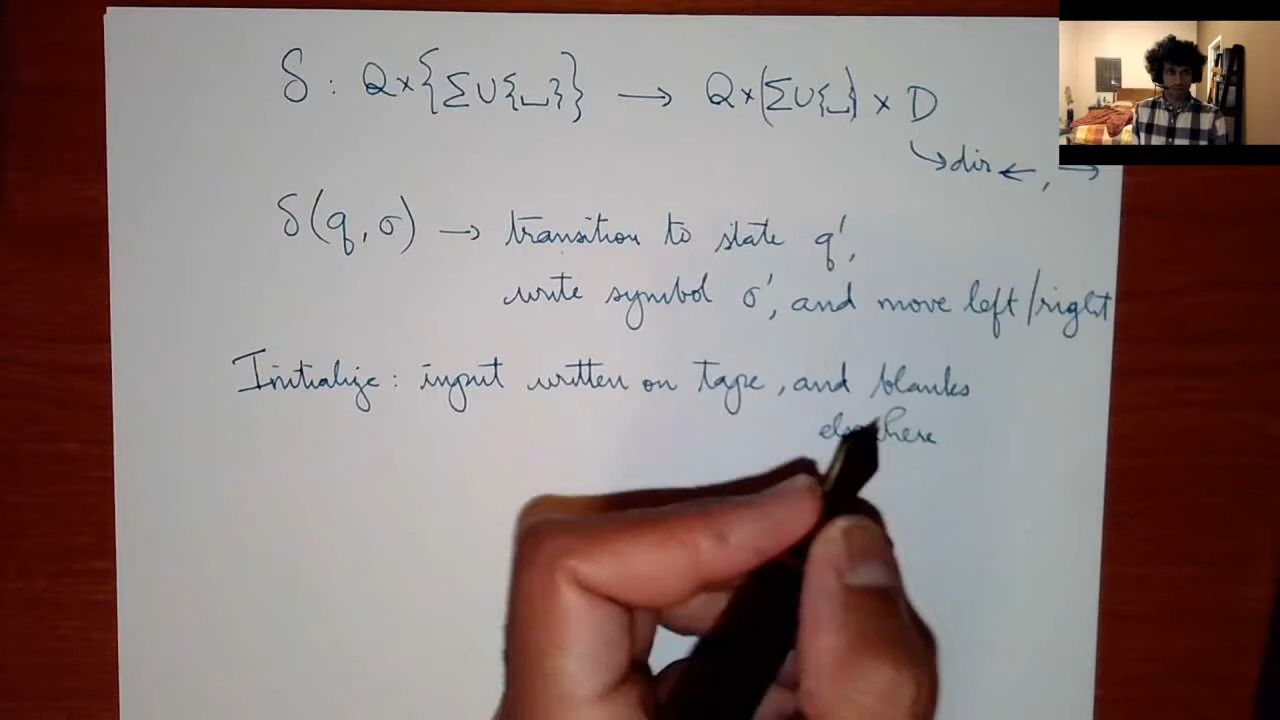 δ : Q×{Σ∪{␣}} → Q×(Σ∪{␣) × D
↳ dir ←, →
δ(q, σ) → transition to state q',
write symbol σ', and move left/right
Initialize: input written on tape, and blanks
elsewhere